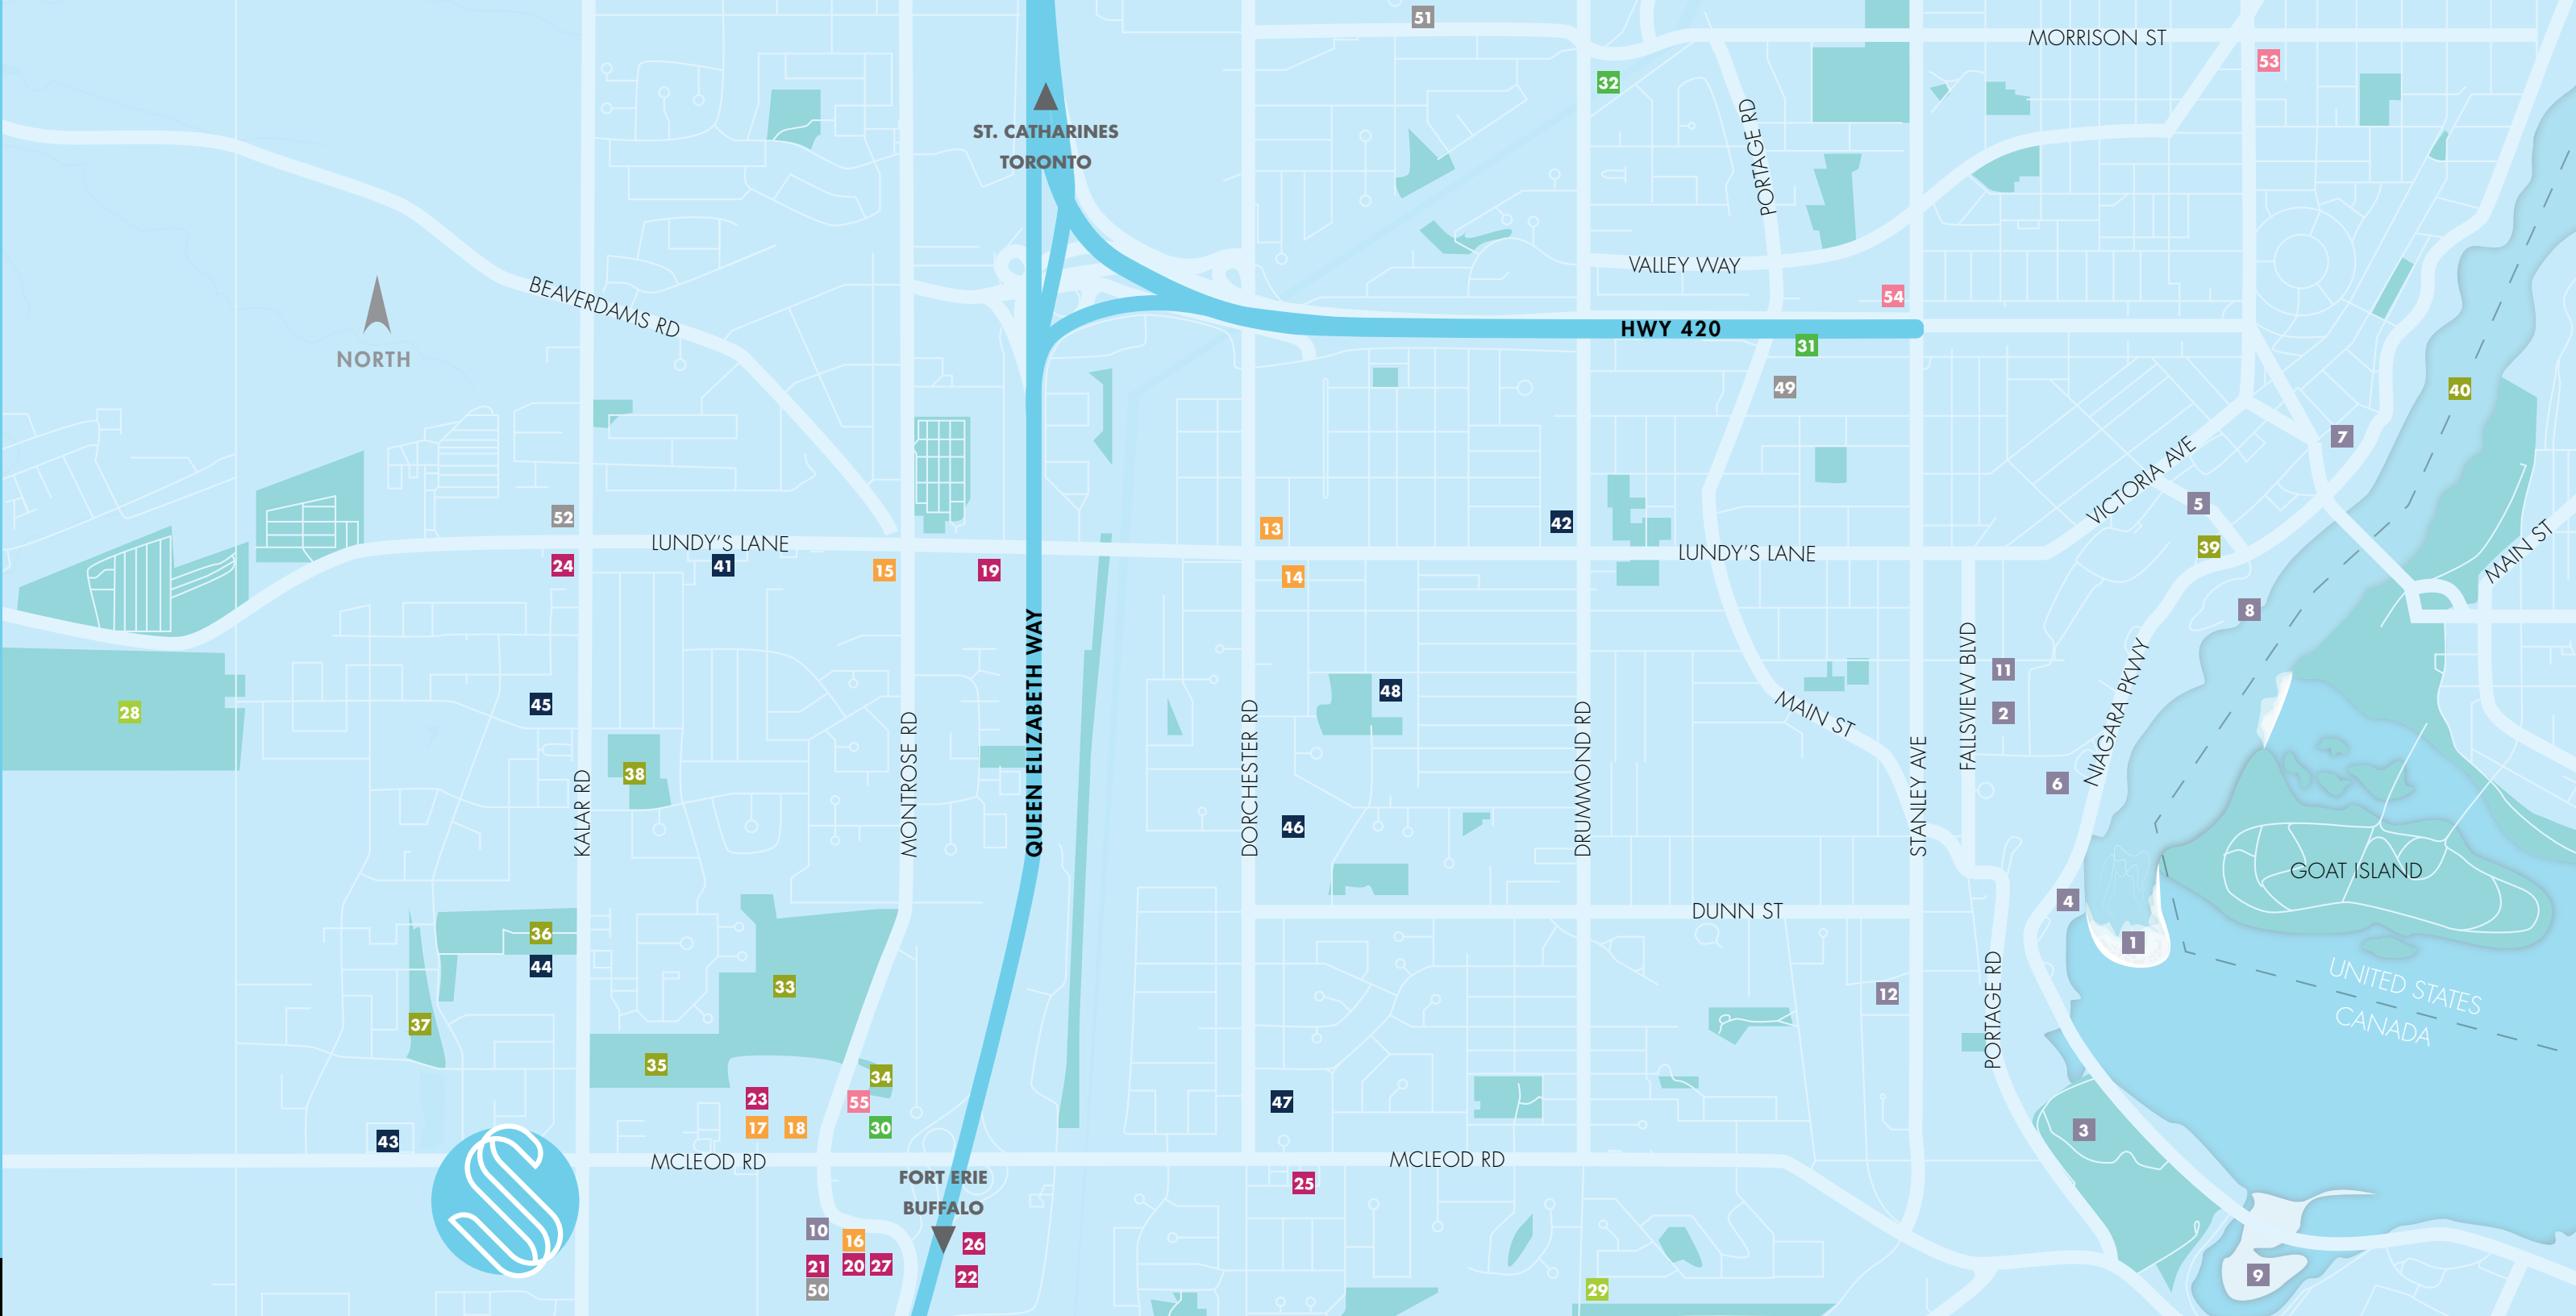 51
MORRISON ST
53
32
ST. CATHARINES
TORONTO
PORTAGE RD
VALLEY WAY
BEAVERDAMS RD
54
HWY 420
31
NORTH
49
40
7
VICTORIA AVE
5
52
13
42
LUNDY'S LANE
LUNDY'S LANE
39
MAIN ST
24
41
15
19
14
8
QUEEN ELIZABETH WAY
FALLSVIEW BLVD
11
NIAGARA PKWY
48
45
28
2
MAIN ST
38
6
KALAR RD
MONTROSE RD
DORCHESTER RD
DRUMMOND RD
STANLEY AVE
46
GOAT ISLAND
4
DUNN ST
36
1
44
UNITED STATES
CANADA
33
12
PORTAGE RD
37
35
34
23
55
47
17
18
30
3
43
MCLEOD RD
MCLEOD RD
FORT ERIE
BUFFALO
25
10
16
26
21
20
27
22
9
50
29